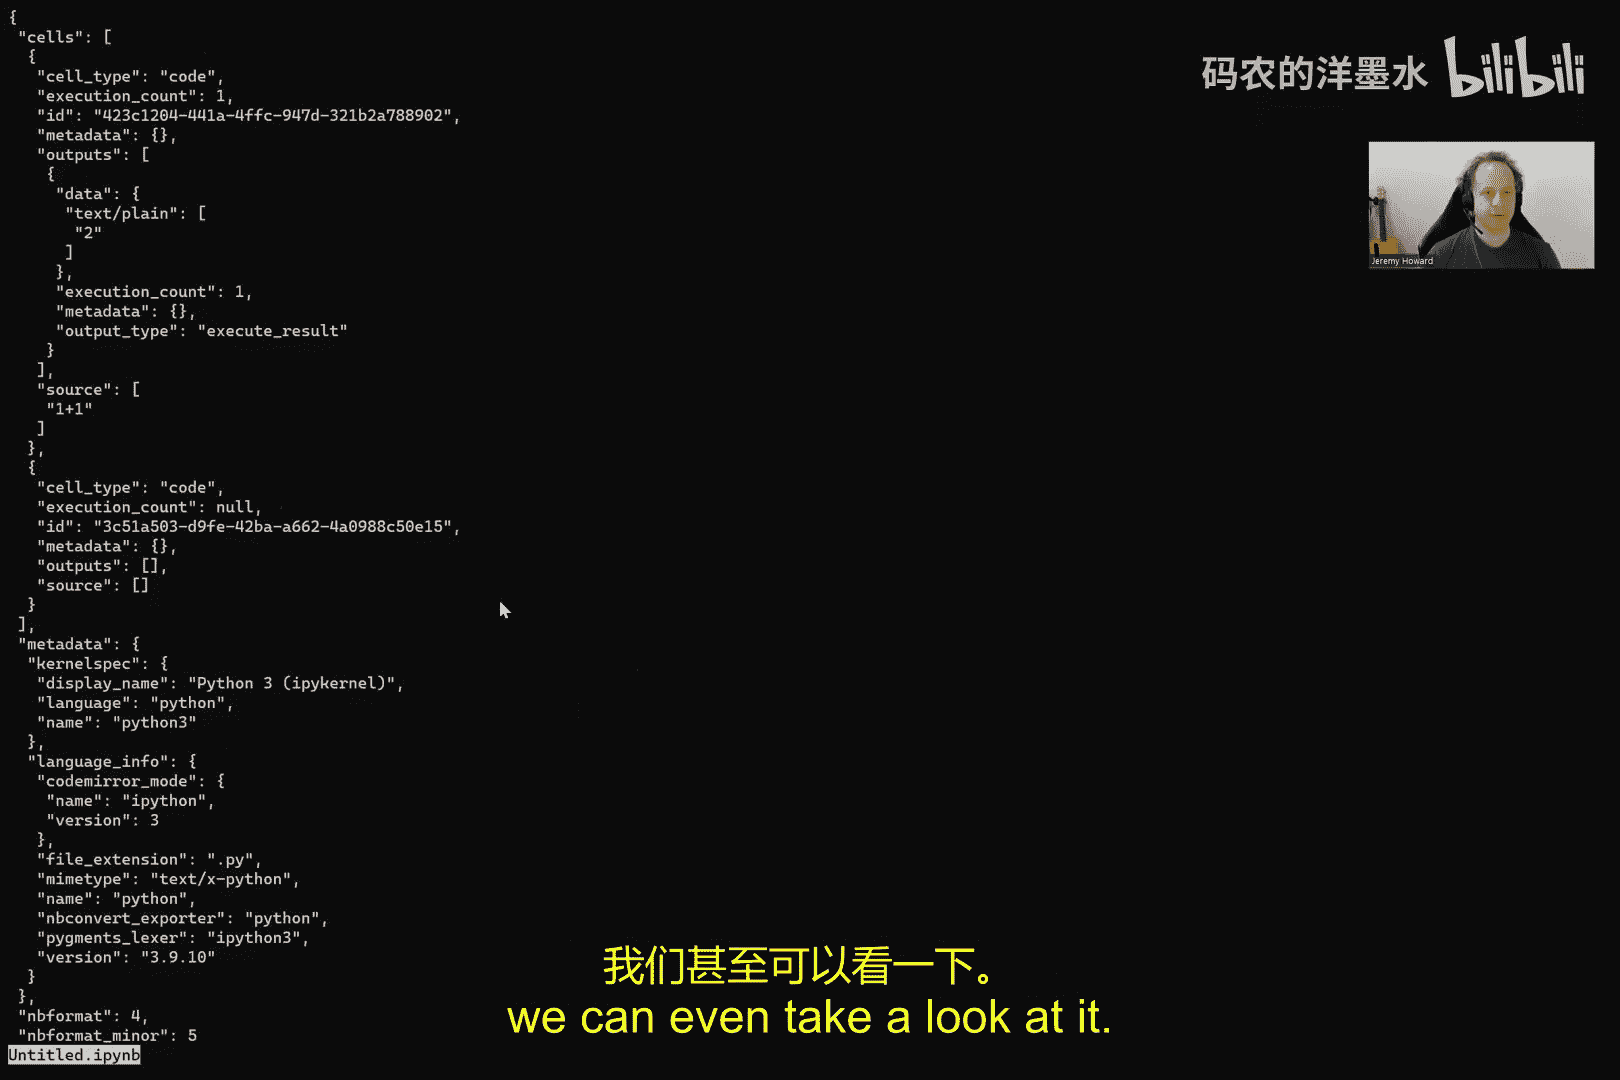 {
"cells": [
{
"cell_type": "code",
"execution_count": 1,
"id": "423c1204-441a-4ffc-947d-321b2a788902",
"metadata": {},
"outputs": [
{
"data": {
"text/plain": [
"2"
]
},
"execution_count": 1,
"metadata": {},
"output_type": "execute_result"
}
],
"source": [
"1+1"
]
},
{
"cell_type": "code",
"execution_count": null,
"id": "3c51a503-d9fe-42ba-a662-4a0988c50e15",
"metadata": {},
"outputs": [],
"source": []
}
],
"metadata": {
"kernelspec": {
"display_name": "Python 3 (ipykernel)",
"language": "python",
"name": "python3"
},
"language_info": {
"codemirror_mode": {
"name": "ipython",
"version": 3
},
"file_extension": ".py",
"mimetype": "text/x-python",
"name": "python",
"nbconvert_exporter": "python",
"pygments_lexer": "ipython3",
"version": "3.9.10"
}
},
"nbformat": 4,
"nbformat_minor": 5
Untitled.ipynb
码农的洋墨水 bilibili
Jeremy Howard
我们甚至可以看一下。
we can even take a look at it.